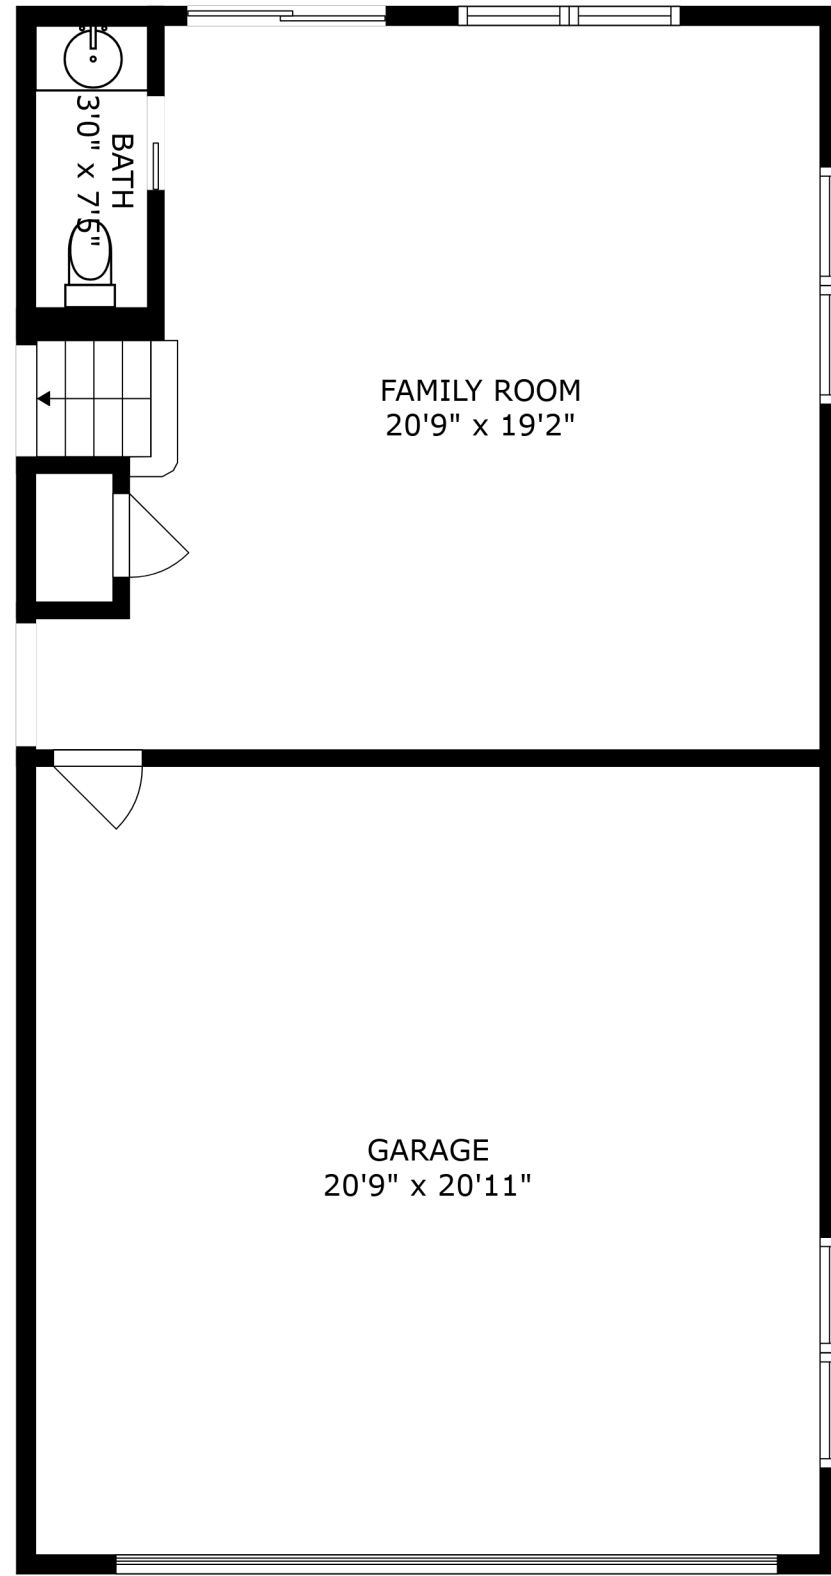 BATH
3'0" x 7'5"
FAMILY ROOM
20'9" x 19'2"
GARAGE
20'9" x 20'11"